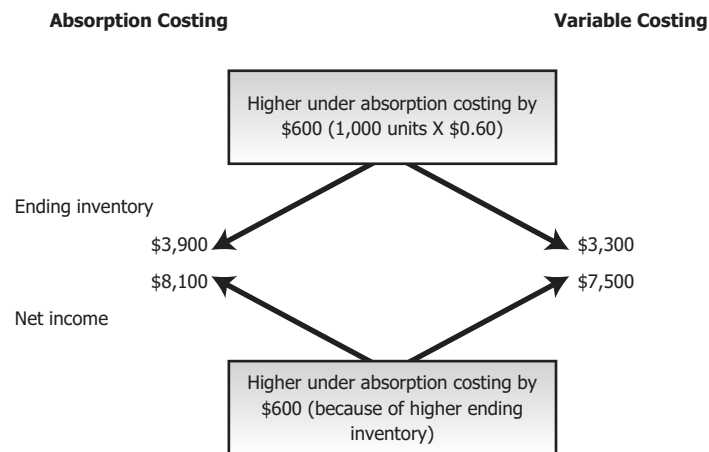 Absorption Costing
Variable Costing
Higher under absorption costing by
$600 (1,000 units X $0.60)
Ending inventory
$3,900
$3,300
$8,100
$7,500
Net income
Higher under absorption costing by
$600 (because of higher ending
inventory)